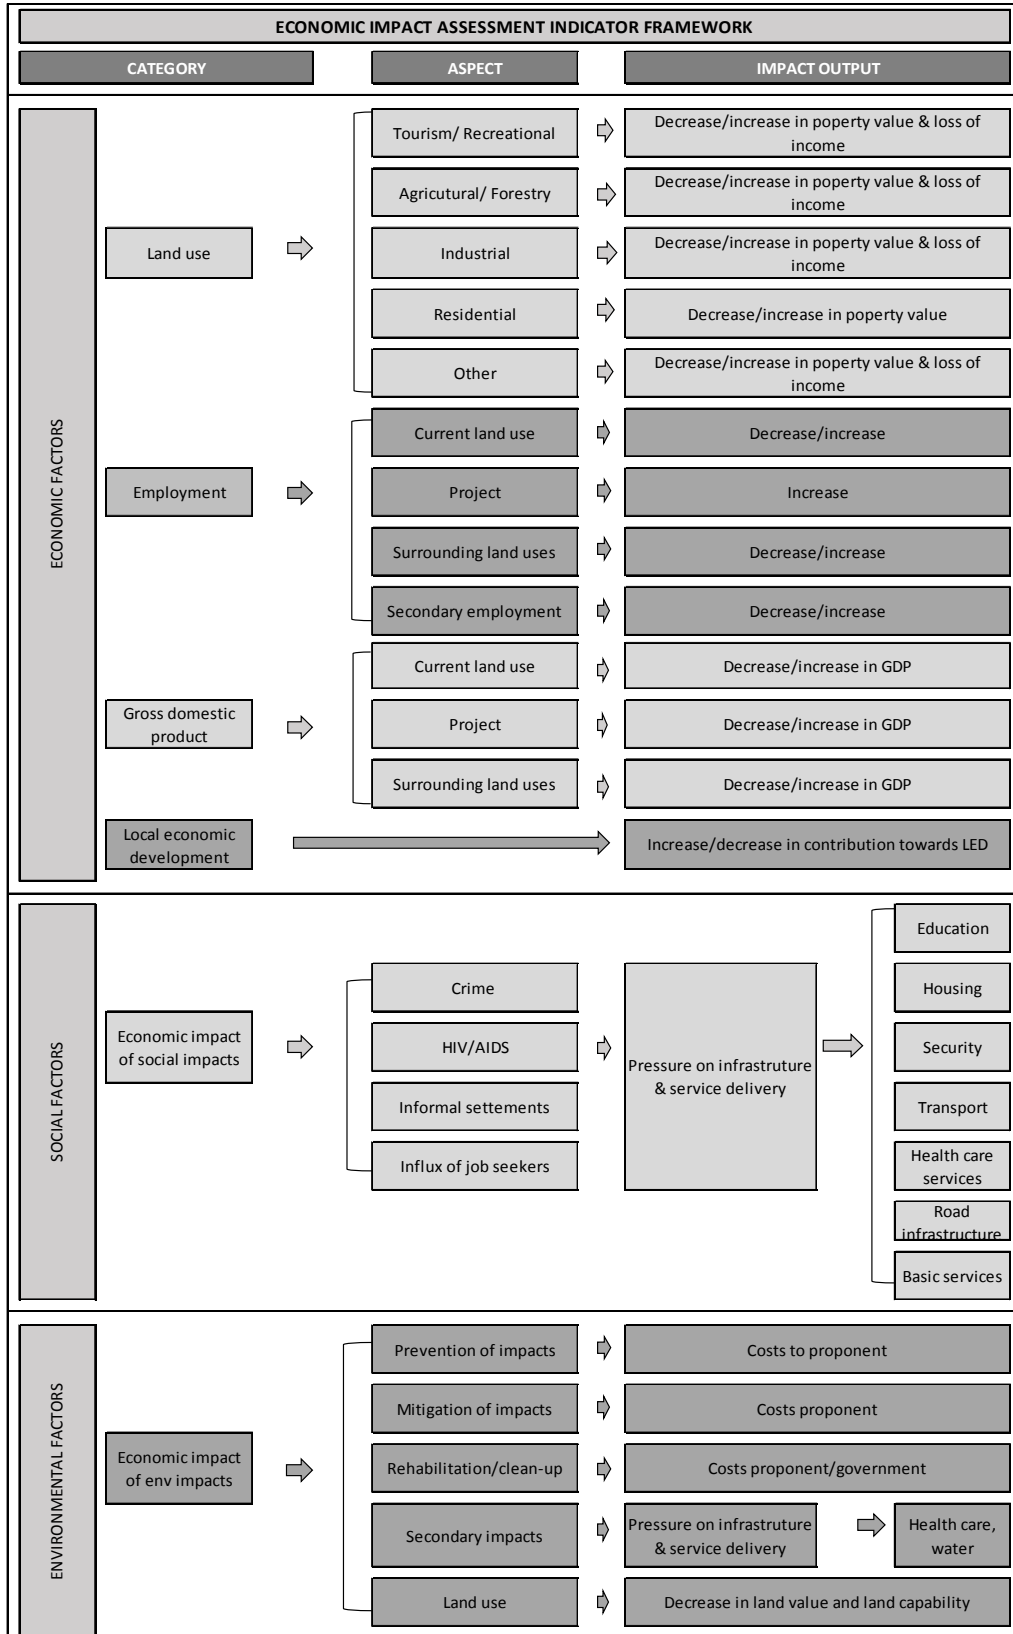 ECONOMIC IMPACT ASSESSMENT INDICATOR FRAMEWORK
CATEGORY
ASPECT
IMPACT OUTPUT
ECONOMIC FACTORS
Land use
Tourism/ Recreational
Decrease/increase in poperty value & loss of
income
Agricutural/ Forestry
Decrease/increase in poperty value & loss of
income
Industrial
Decrease/increase in poperty value & loss of
income
Residential
Decrease/increase in poperty value
Other
Decrease/increase in poperty value & loss of
income
Employment
Current land use
Decrease/increase
Project
Increase
Surrounding land uses
Decrease/increase
Secondary employment
Decrease/increase
Gross domestic
product
Current land use
Decrease/increase in GDP
Project
Decrease/increase in GDP
Surrounding land uses
Decrease/increase in GDP
Local economic
development
Increase/decrease in contribution towards LED
SOCIAL FACTORS
Economic impact
of social impacts
Crime
HIV/AIDS
Informal settements
Influx of job seekers
Pressure on infrastruture
& service delivery
Education
Housing
Security
Transport
Health care
services
Road
infrastructure
Basic services
ENVIRONMENTAL FACTORS
Economic impact
of env impacts
Prevention of impacts
Costs to proponent
Mitigation of impacts
Costs proponent
Rehabilitation/clean-up
Costs proponent/government
Secondary impacts
Pressure on infrastruture
& service delivery
Health care,
water
Land use
Decrease in land value and land capability